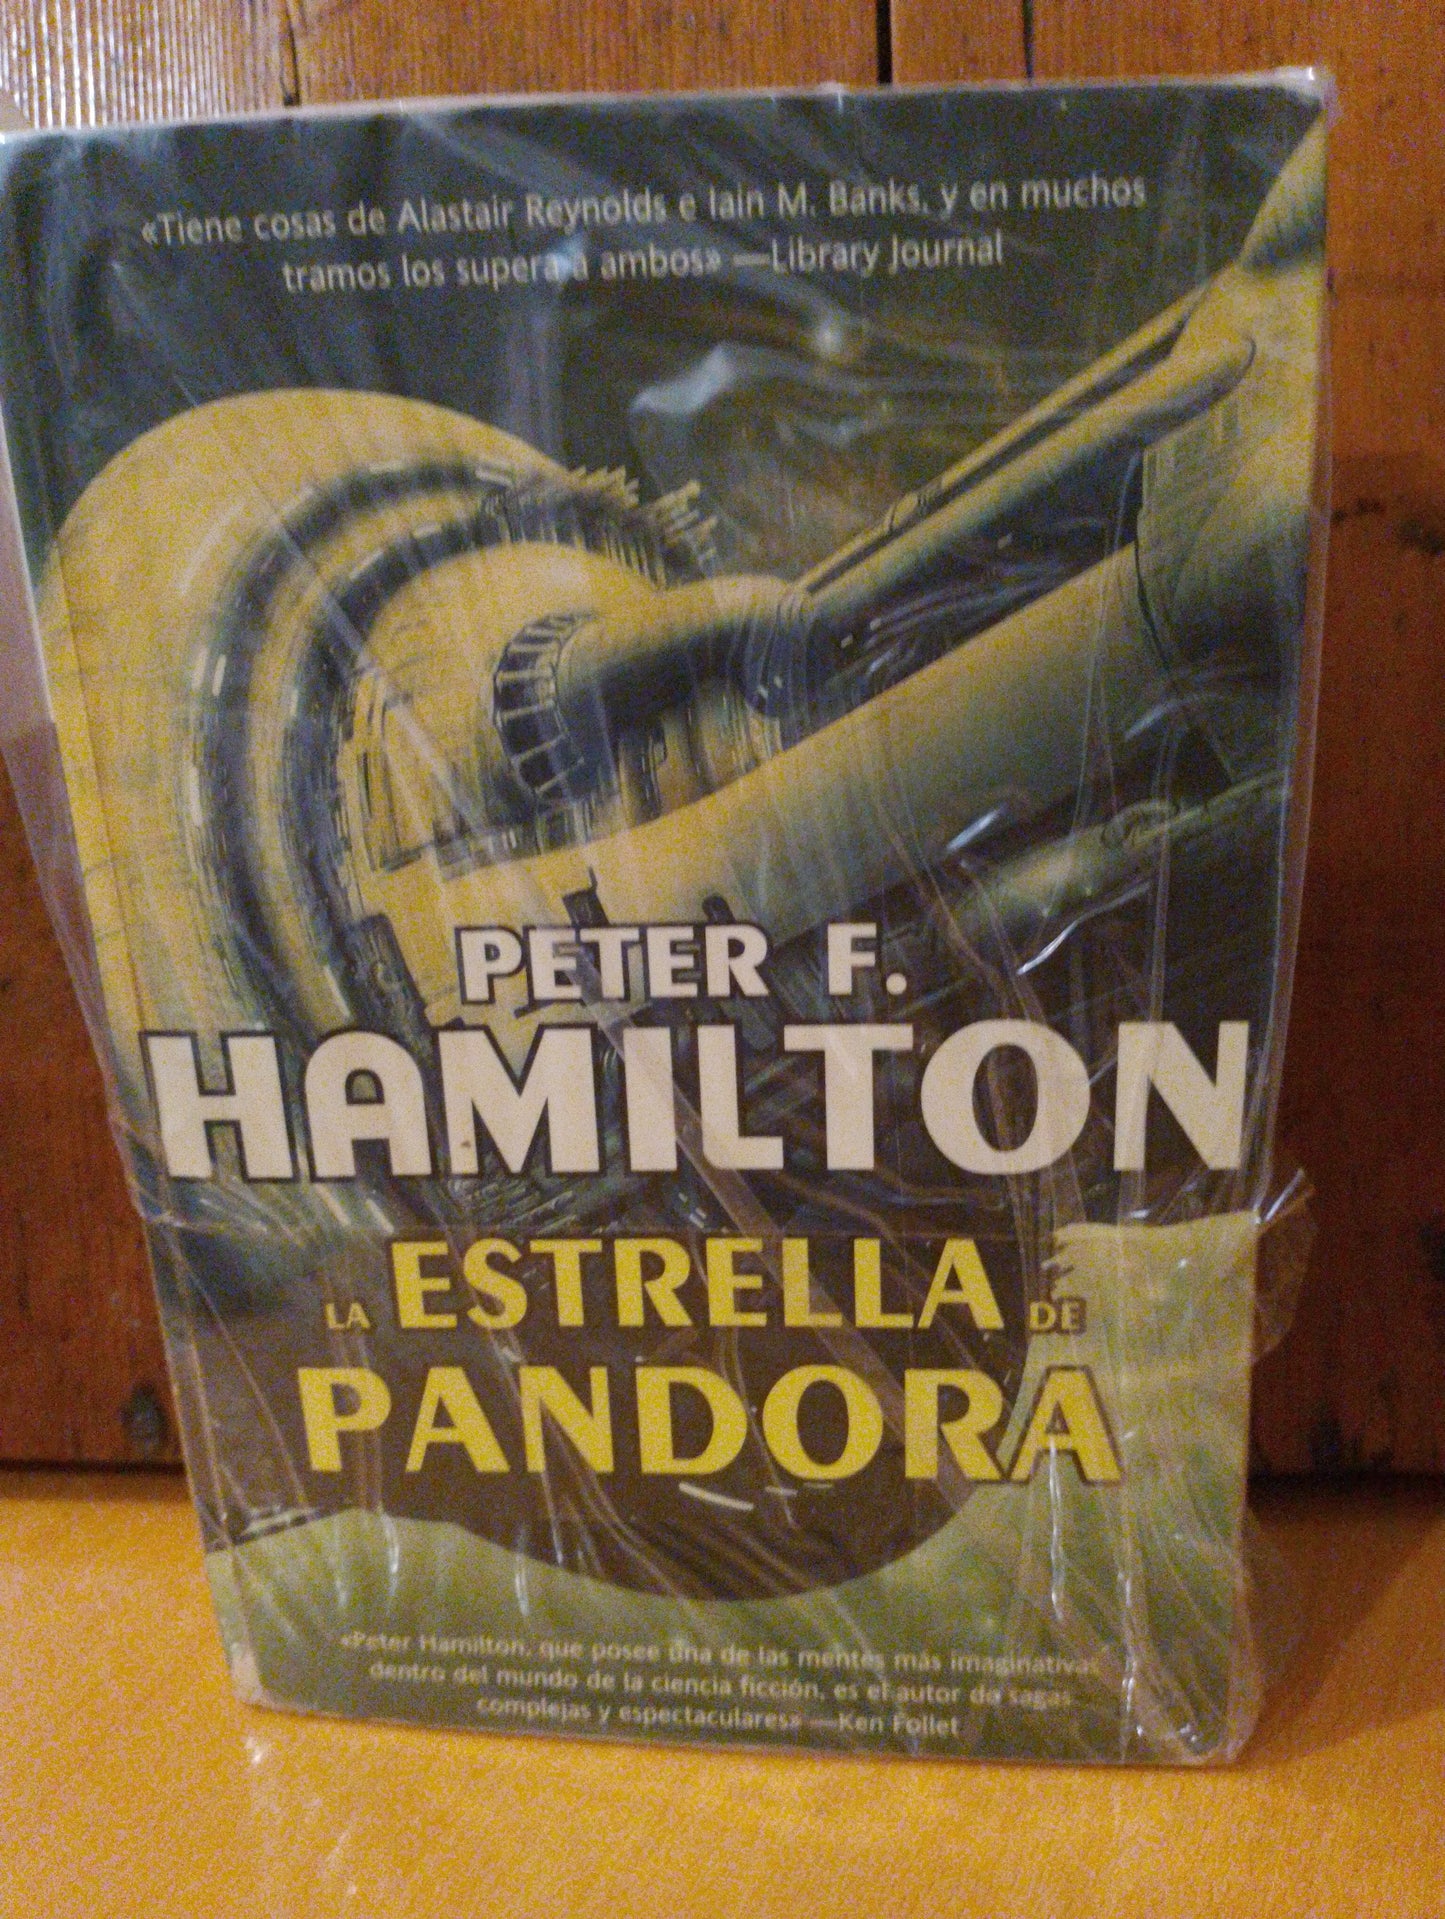 «Tiene cosas de Alastair Reynolds e Iain M. Banks, y en muchos
tramos los supera a ambos» —Library Journal
PETER F.
HAMILTON
LA ESTRELLA DE
PANDORA
«Peter Hamilton, que posee una de las mentes más imaginativas
dentro del mundo de la ciencia ficción, es el autor de sagas
complejas y espectaculares» —Ken Follet